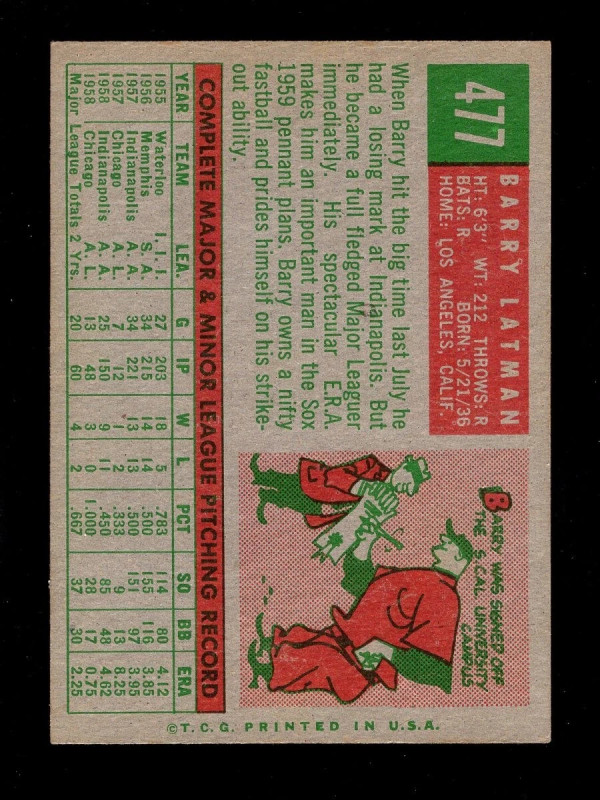 477
BARRY LATMAN
HT: 6'3" WT: 212 THROWS: R
BATS: R BORN: 5/21/36
HOME: LOS ANGELES, CALIF.
When Barry hit the big time last July he
had a losing mark at Indianapolis. But
he became a full fledged Major Leaguer
immediately. His spectacular E.R.A.
makes him an important man in the Sox
1959 pennant plans. Barry owns a nifty
fastball and prides himself on his strike-
out ability.
BARRY WAS SIGNED OFF
THE S. CAL. UNIVERSITY
CAMPUS
COMPLETE MAJOR & MINOR LEAGUE PITCHING RECORD
YEAR TEAM LEA. G IP W L PCT SO BB ERA
1955 Waterloo I. I. I. 27 203 18 5 .783 114 80 4.12
1956 Memphis S. A. 34 215 14 14 .500 155 116 3.85
1957 Indianapolis A. A. 34 221 13 13 .500 151 97 3.95
1957 Chicago A. L. 7 12 1 2 .333 9 13 8.25
1958 Indianapolis A. A. 26 150 9 11 .450 85 48 4.62
1958 Chicago A. L. 13 48 3 0 1.000 28 17 0.75
Major League Totals 2 Yrs. 20 60 4 2 .667 37 30 2.25
©T.C.G. PRINTED IN U.S.A.